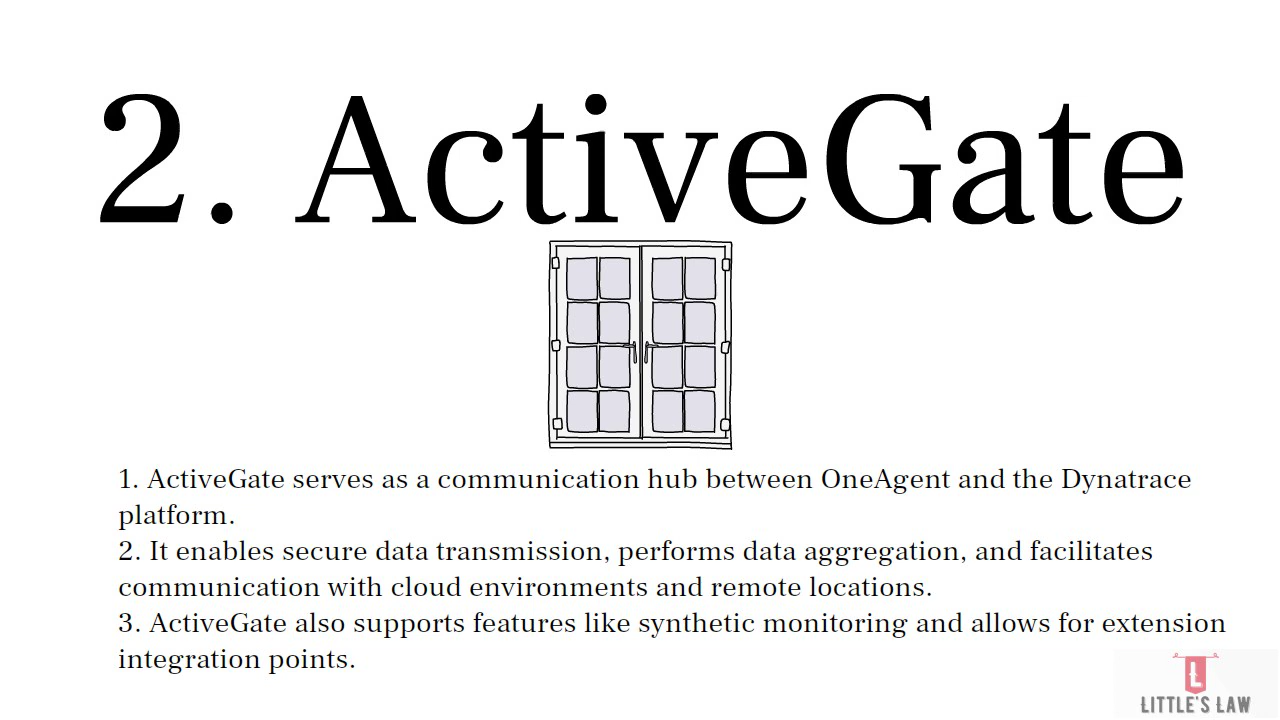 2. ActiveGate
1. ActiveGate serves as a communication hub between OneAgent and the Dynatrace
platform.
2. It enables secure data transmission, performs data aggregation, and facilitates
communication with cloud environments and remote locations.
3. ActiveGate also supports features like synthetic monitoring and allows for extension
integration points.
L
LITTLE'S LAW